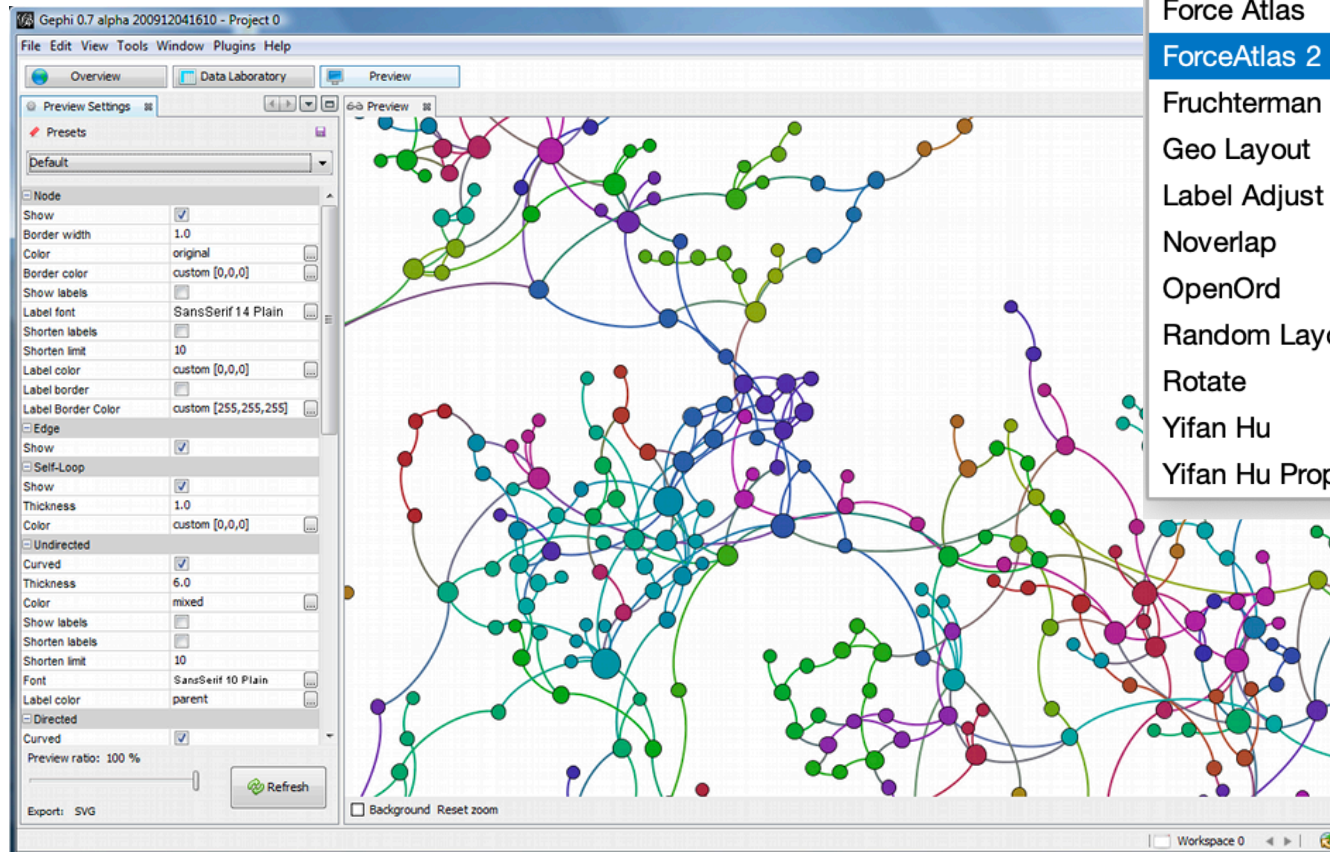 Gephi 0.7 alpha 200912041610 - Project 0
File Edit View Tools Window Plugins Help
Overview Data Laboratory Preview
Preview Settings
Preview
Presets
Default
Node
Show
Border width 1.0
Color original ...
Border color custom [0,0,0] ...
Show labels
Label font SansSerif 14 Plain ...
Shorten labels
Shorten limit 10
Label color custom [0,0,0] ...
Label border
Label Border Color custom [255,255,255] ...
Edge
Show
Self-Loop
Show
Thickness 1.0
Color custom [0,0,0] ...
Undirected
Curved
Thickness 6.0
Color mixed ...
Show labels
Shorten labels
Shorten limit 10
Font SansSerif 10 Plain ...
Label color parent ...
Directed
Curved
Preview ratio: 100 %
Refresh
Export: SVG
Background Reset zoom
Workspace 0
Force Atlas
ForceAtlas 2
Fruchterman
Geo Layout
Label Adjust
Noverlap
OpenOrd
Random Layo
Rotate
Yifan Hu
Yifan Hu Prop